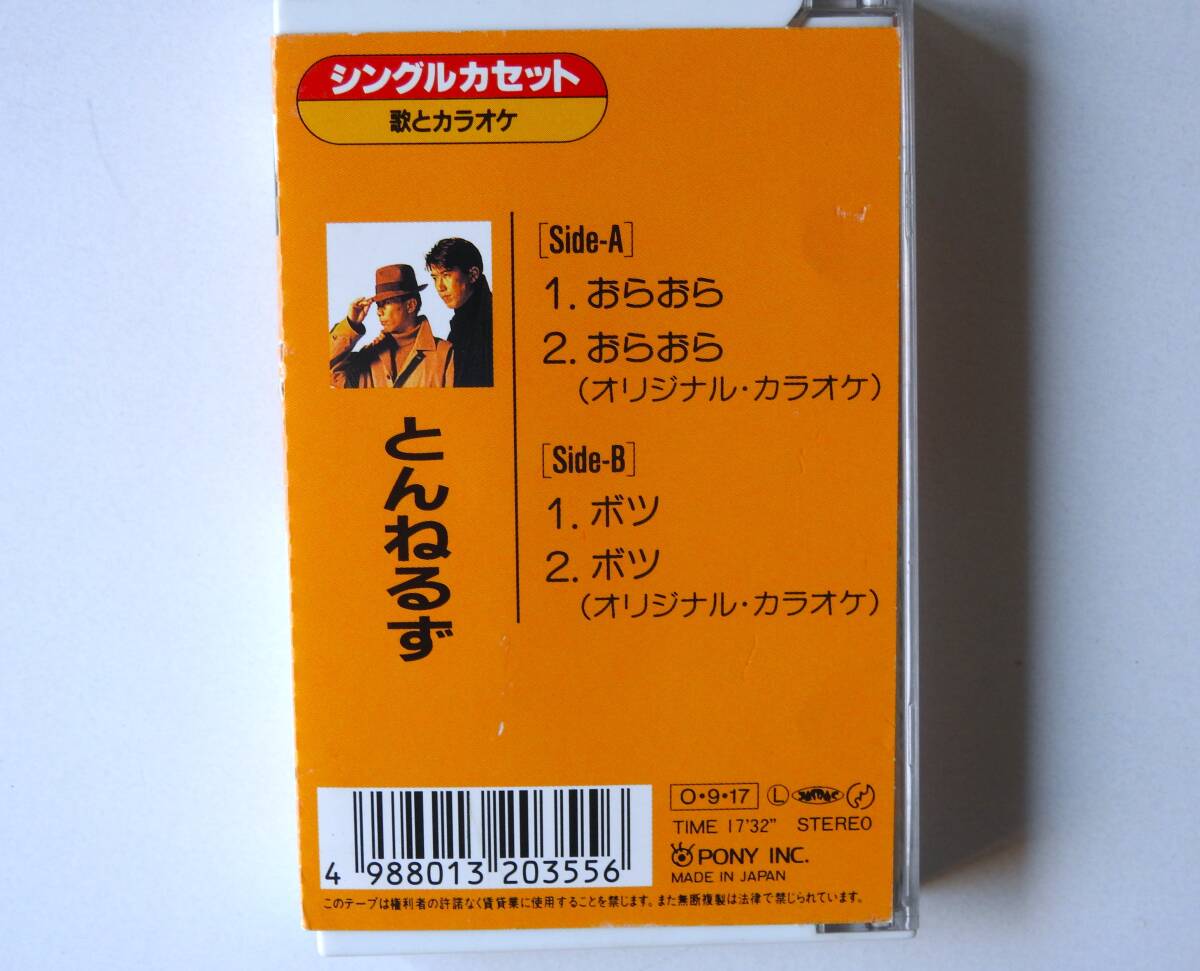 シングルカセット
歌とカラオケ
とんねるず
[Side-A]
1. おらおら
2. おらおら
(オリジナル・カラオケ)
[Side-B]
1. ボツ
2. ボツ
(オリジナル・カラオケ)
O・9・17 Ⓛ JASRAC
TIME 17'32" STEREO
PONY INC.
MADE IN JAPAN
4 988013 203556
このテープは権利者の許諾なく賃貸業に使用することを禁じます。また無断複製は法律で禁じられています。